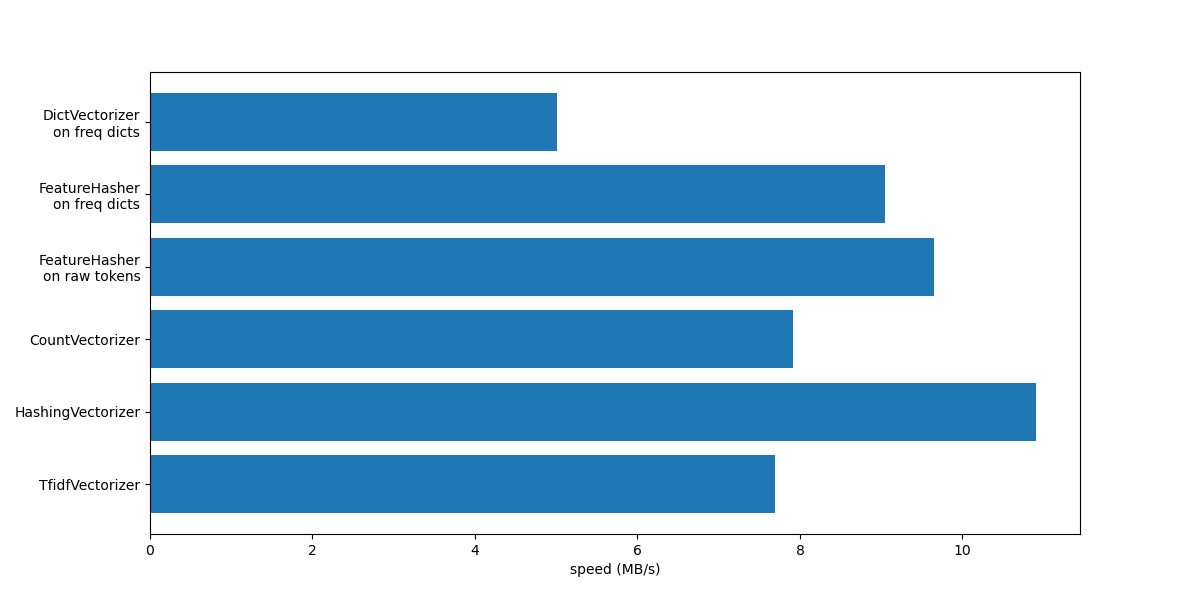 DictVectorizer
on freq dicts
FeatureHasher
on freq dicts
FeatureHasher
on raw tokens
CountVectorizer
HashingVectorizer
TfidfVectorizer
0 2 4 6 8 10
speed (MB/s)